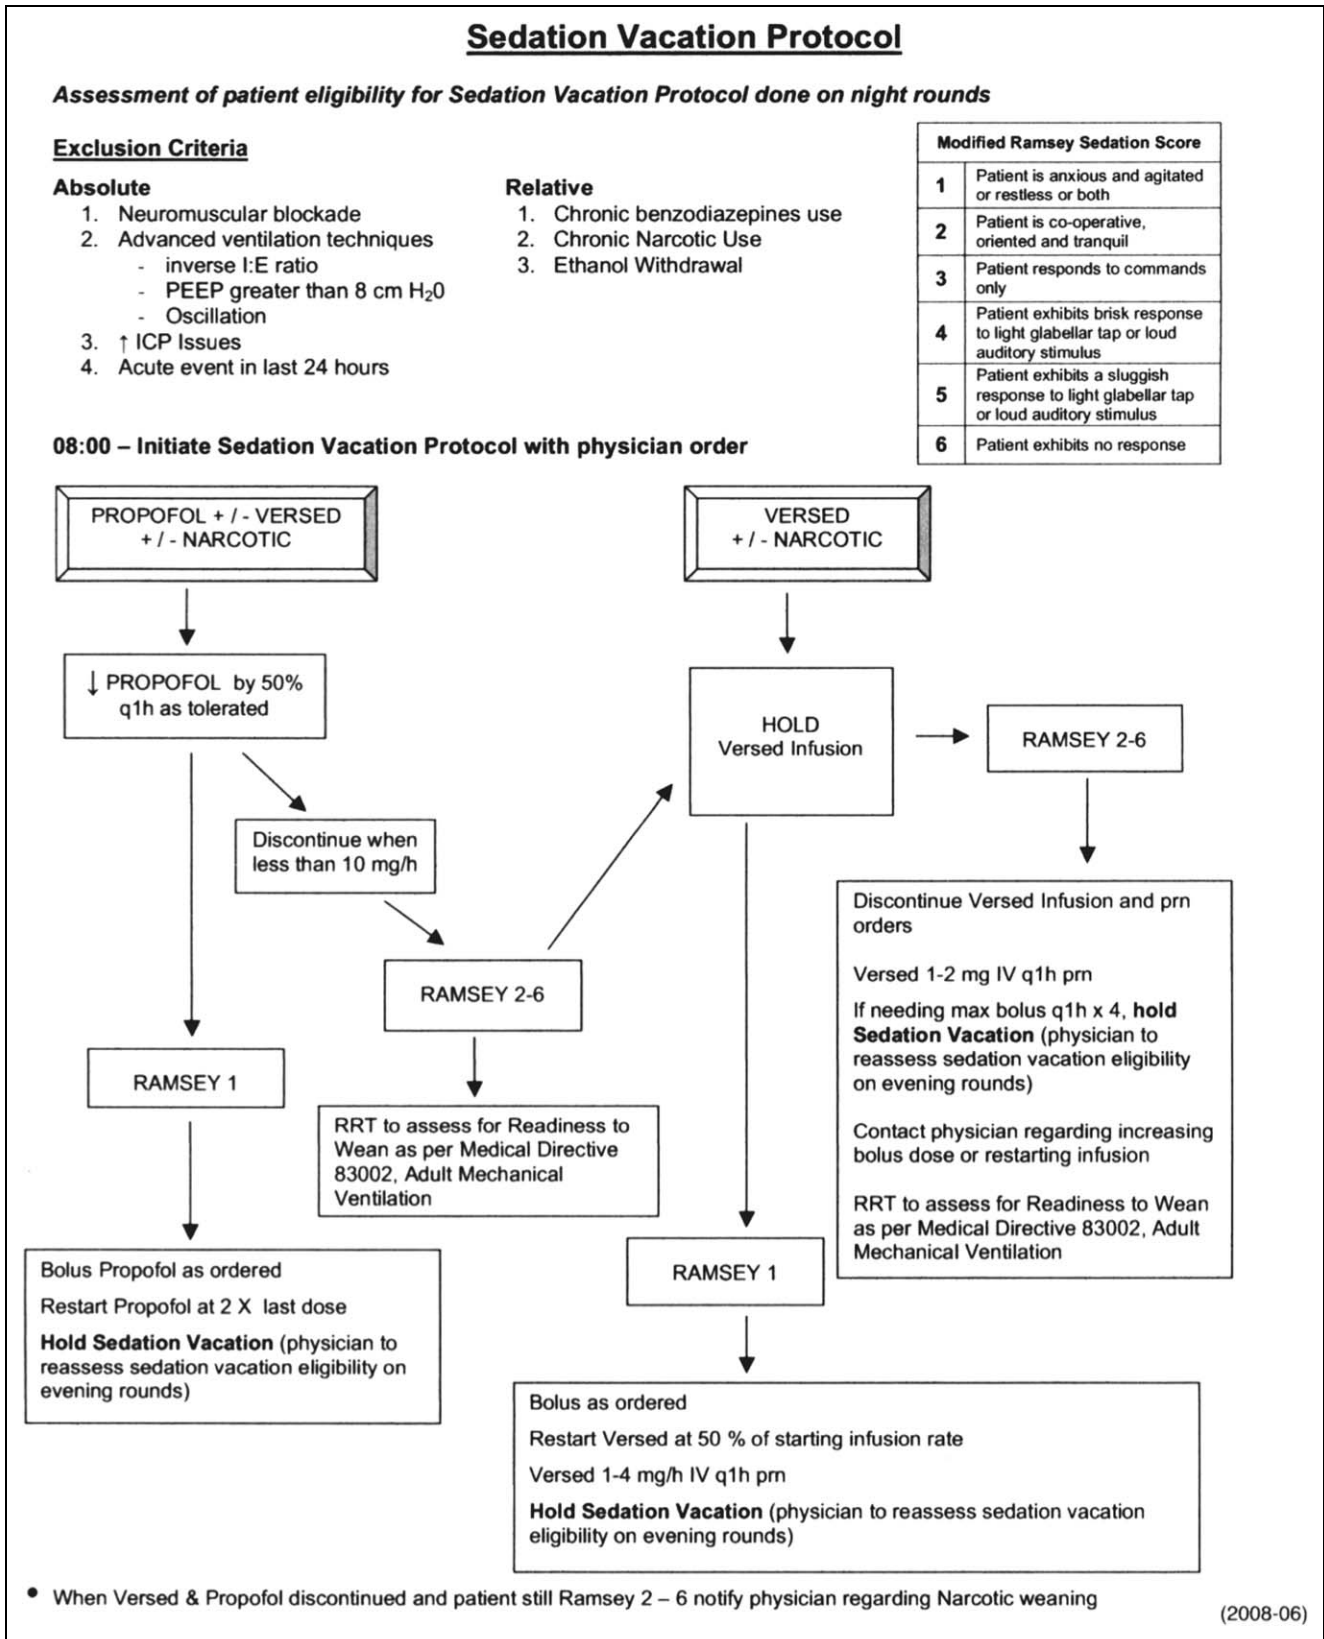 Sedation Vacation Protocol
Assessment of patient eligibility for Sedation Vacation Protocol done on night rounds
Exclusion Criteria
Absolute
1. Neuromuscular blockade
2. Advanced ventilation techniques
- inverse I:E ratio
- PEEP greater than 8 cm H₂0
- Oscillation
3. ↑ ICP Issues
4. Acute event in last 24 hours
Relative
1. Chronic benzodiazepines use
2. Chronic Narcotic Use
3. Ethanol Withdrawal
Modified Ramsey Sedation Score
1 Patient is anxious and agitated
or restless or both
2 Patient is co-operative,
oriented and tranquil
3 Patient responds to commands
only
4 Patient exhibits brisk response
to light glabellar tap or loud
auditory stimulus
5 Patient exhibits a sluggish
response to light glabellar tap
or loud auditory stimulus
6 Patient exhibits no response
08:00 – Initiate Sedation Vacation Protocol with physician order
PROPOFOL + / - VERSED
+ / - NARCOTIC
↓ PROPOFOL by 50%
q1h as tolerated
Discontinue when
less than 10 mg/h
RAMSEY 2-6
RRT to assess for Readiness to
Wean as per Medical Directive
83002, Adult Mechanical
Ventilation
RAMSEY 1
Bolus Propofol as ordered
Restart Propofol at 2 X last dose
Hold Sedation Vacation (physician to
reassess sedation vacation eligibility on
evening rounds)
VERSED
+ / - NARCOTIC
HOLD
Versed Infusion
RAMSEY 2-6
Discontinue Versed Infusion and prn
orders
Versed 1-2 mg IV q1h prn
If needing max bolus q1h x 4, hold
Sedation Vacation (physician to
reassess sedation vacation eligibility
on evening rounds)
Contact physician regarding increasing
bolus dose or restarting infusion
RRT to assess for Readiness to Wean
as per Medical Directive 83002, Adult
Mechanical Ventilation
RAMSEY 1
Bolus as ordered
Restart Versed at 50 % of starting infusion rate
Versed 1-4 mg/h IV q1h prn
Hold Sedation Vacation (physician to reassess sedation vacation
eligibility on evening rounds)
• When Versed & Propofol discontinued and patient still Ramsey 2 – 6 notify physician regarding Narcotic weaning
(2008-06)